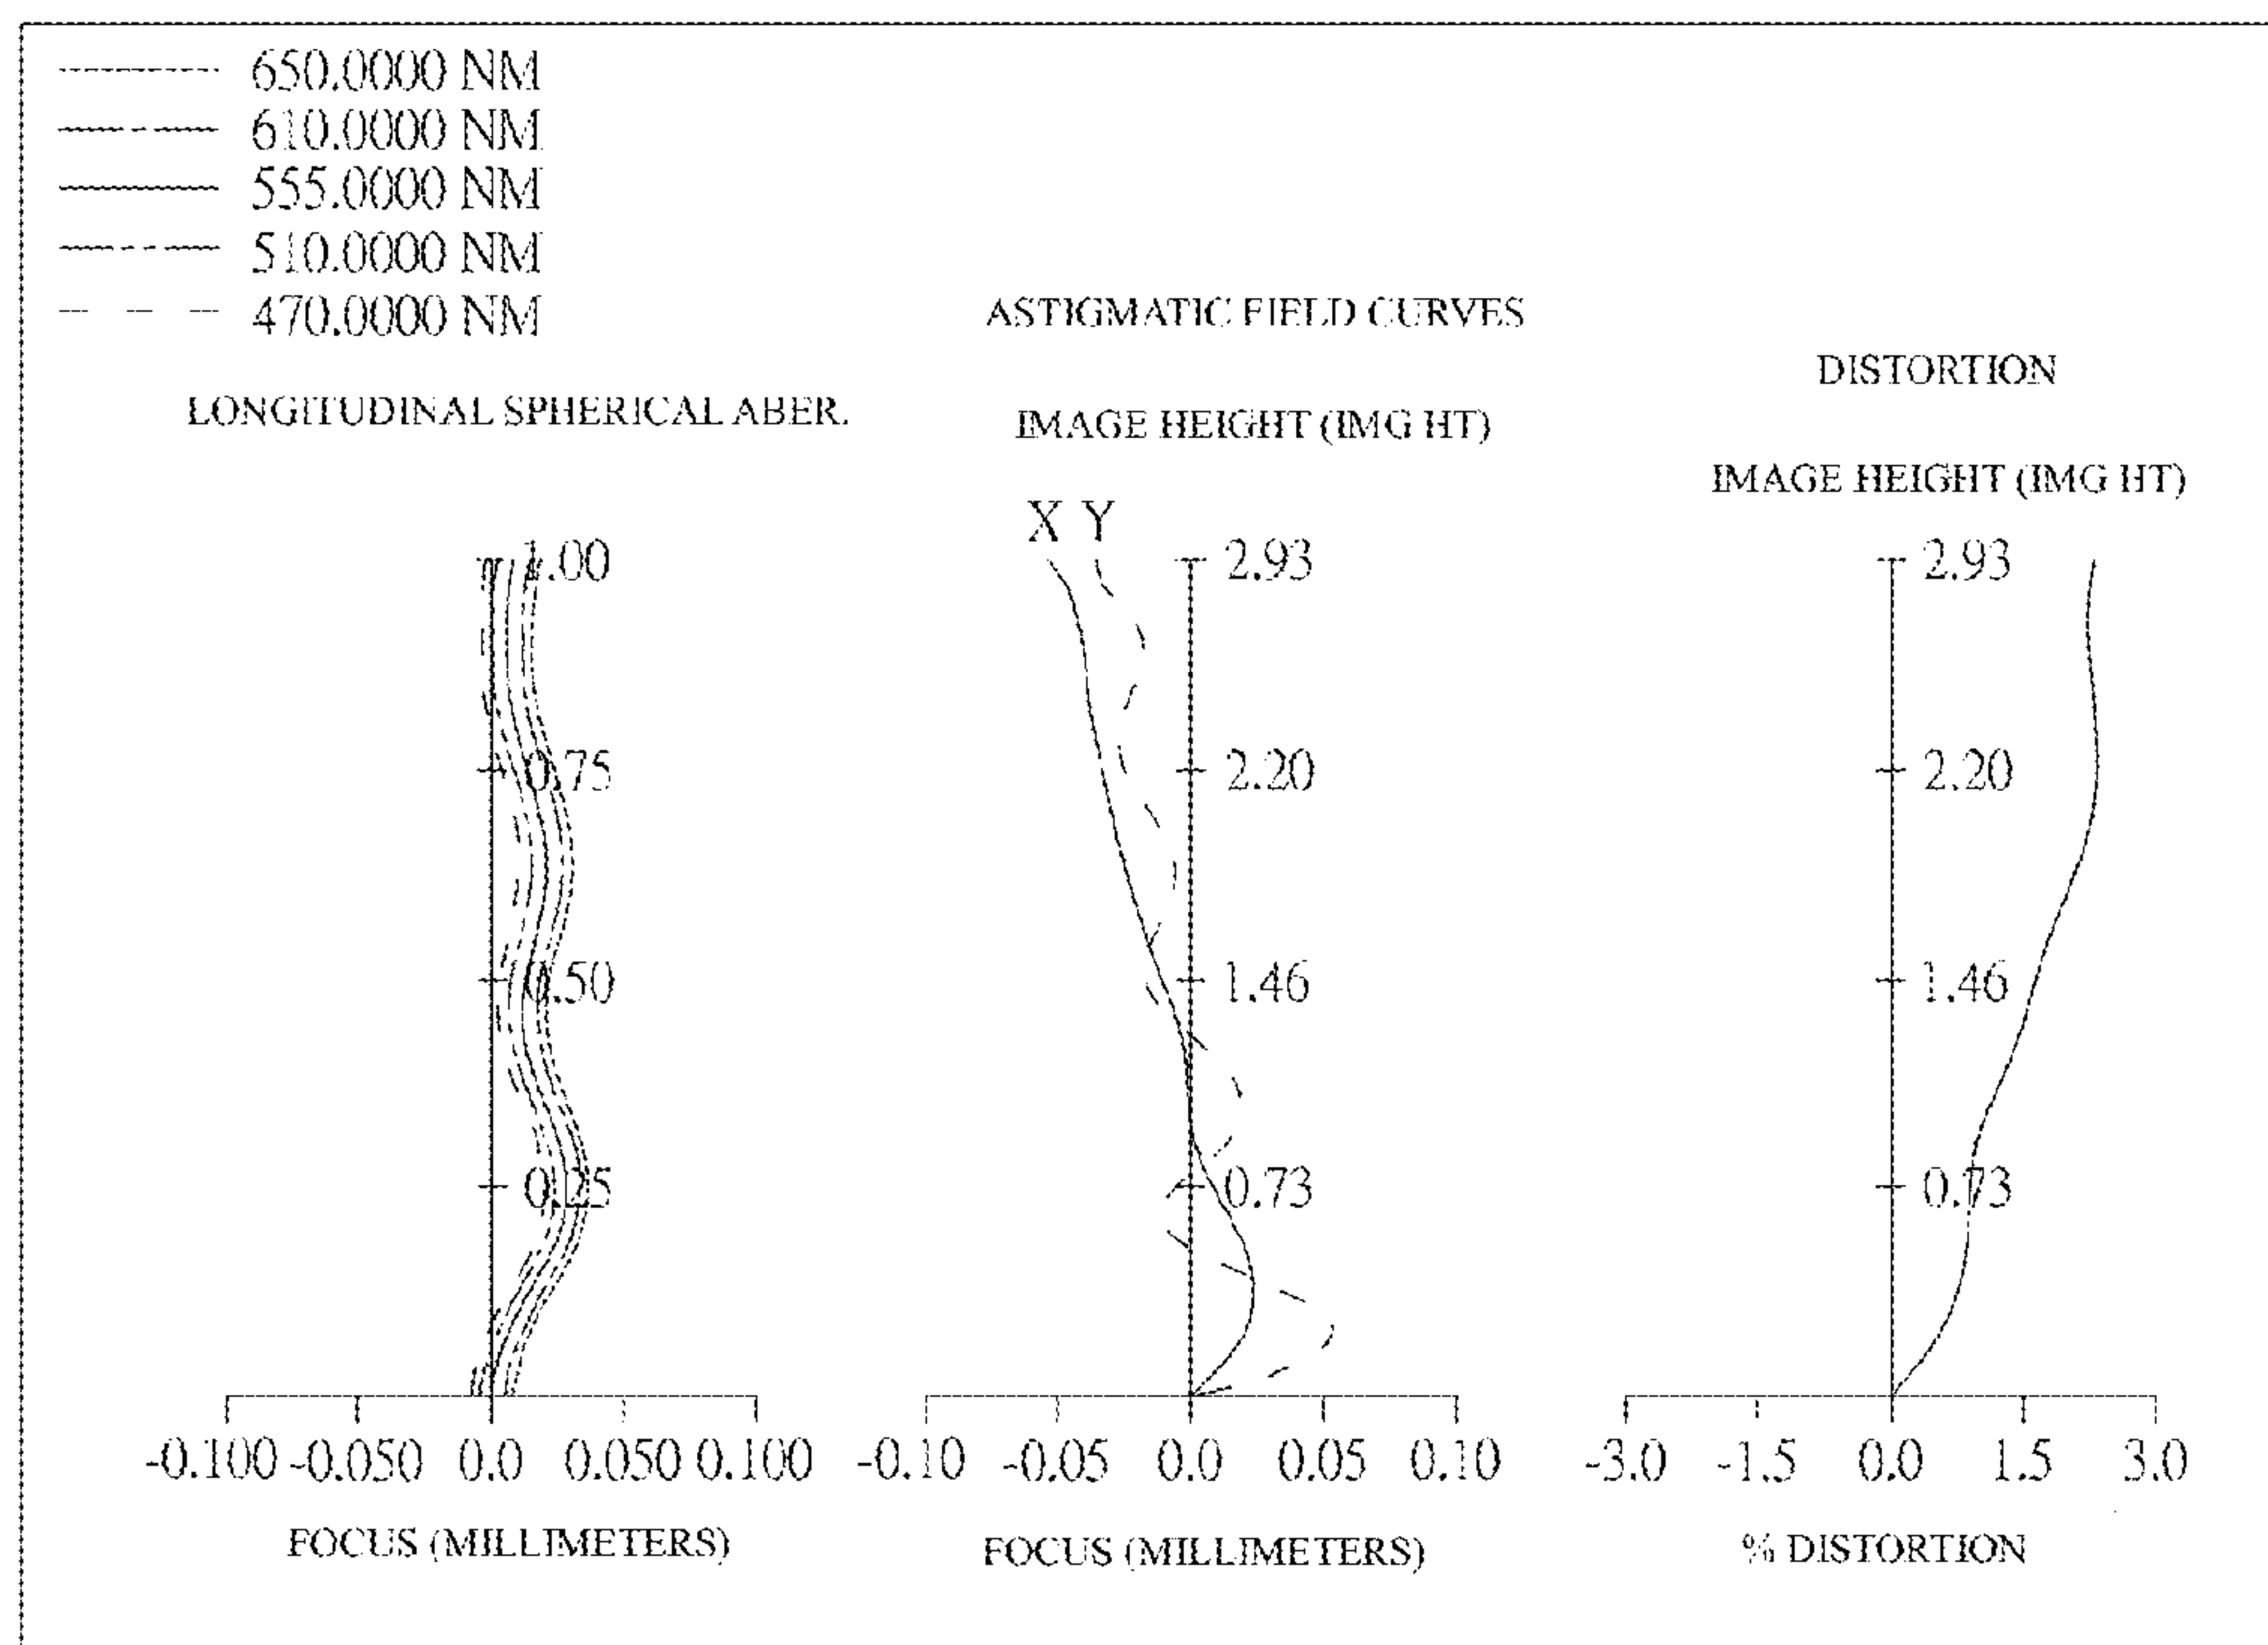 650.0000 NM
610.0000 NM
555.0000 NM
510.0000 NM
470.0000 NM
LONGITUDINAL SPHERICAL ABER.
1.00
0.75
0.50
0.25
-0.100 -0.050 0.0 0.050 0.100
FOCUS (MILLIMETERS)
ASTIGMATIC FIELD CURVES
IMAGE HEIGHT (IMG HT)
X Y
2.93
2.20
1.46
0.73
-0.10 -0.05 0.0 0.05 0.10
FOCUS (MILLIMETERS)
DISTORTION
IMAGE HEIGHT (IMG HT)
2.93
2.20
1.46
0.73
-3.0 -1.5 0.0 1.5 3.0
% DISTORTION